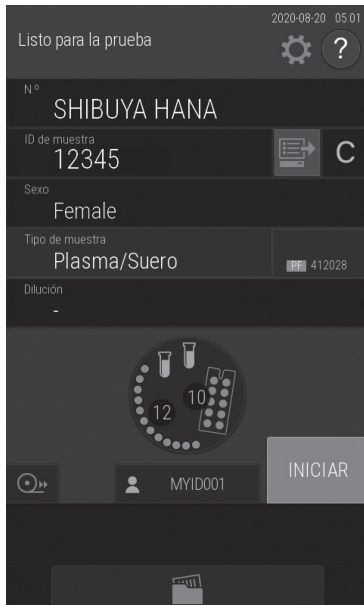 2020-08-20 05:01
Listo para la prueba
?
N.º
SHIBUYA HANA
ID de muestra
12345
C
Sexo
Female
Tipo de muestra
Plasma/Suero
PF 412028
Dilución
-
10
12
INICIAR
MYID001